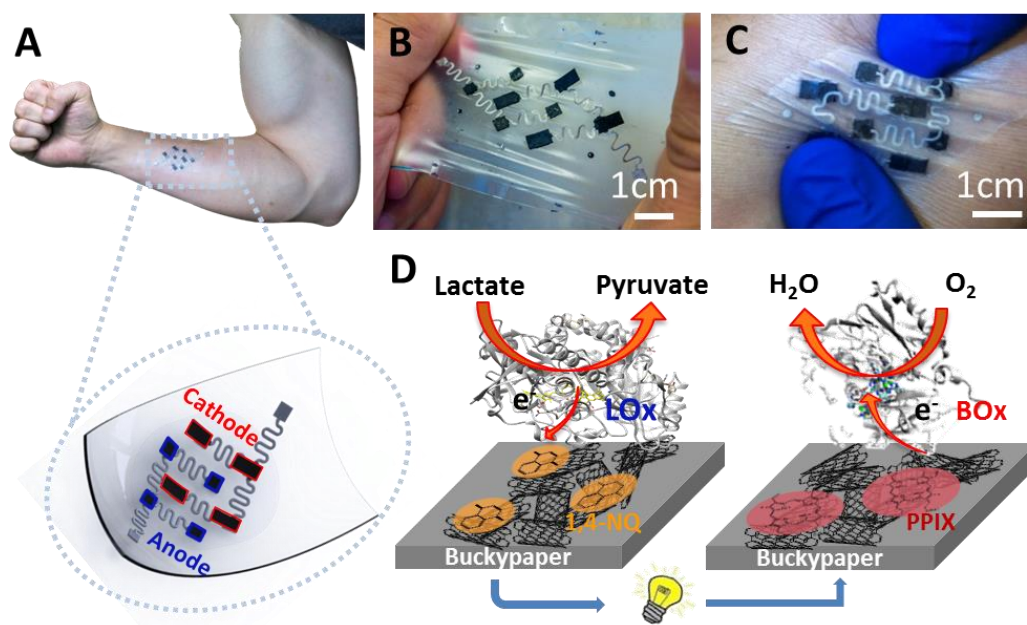 A
B
C
1cm
1cm
Cathode
Anode
D
Lactate
Pyruvate
H₂O
O₂
e⁻
LOx
e⁻
BOx
1,4-NQ
PPIX
Buckypaper
Buckypaper